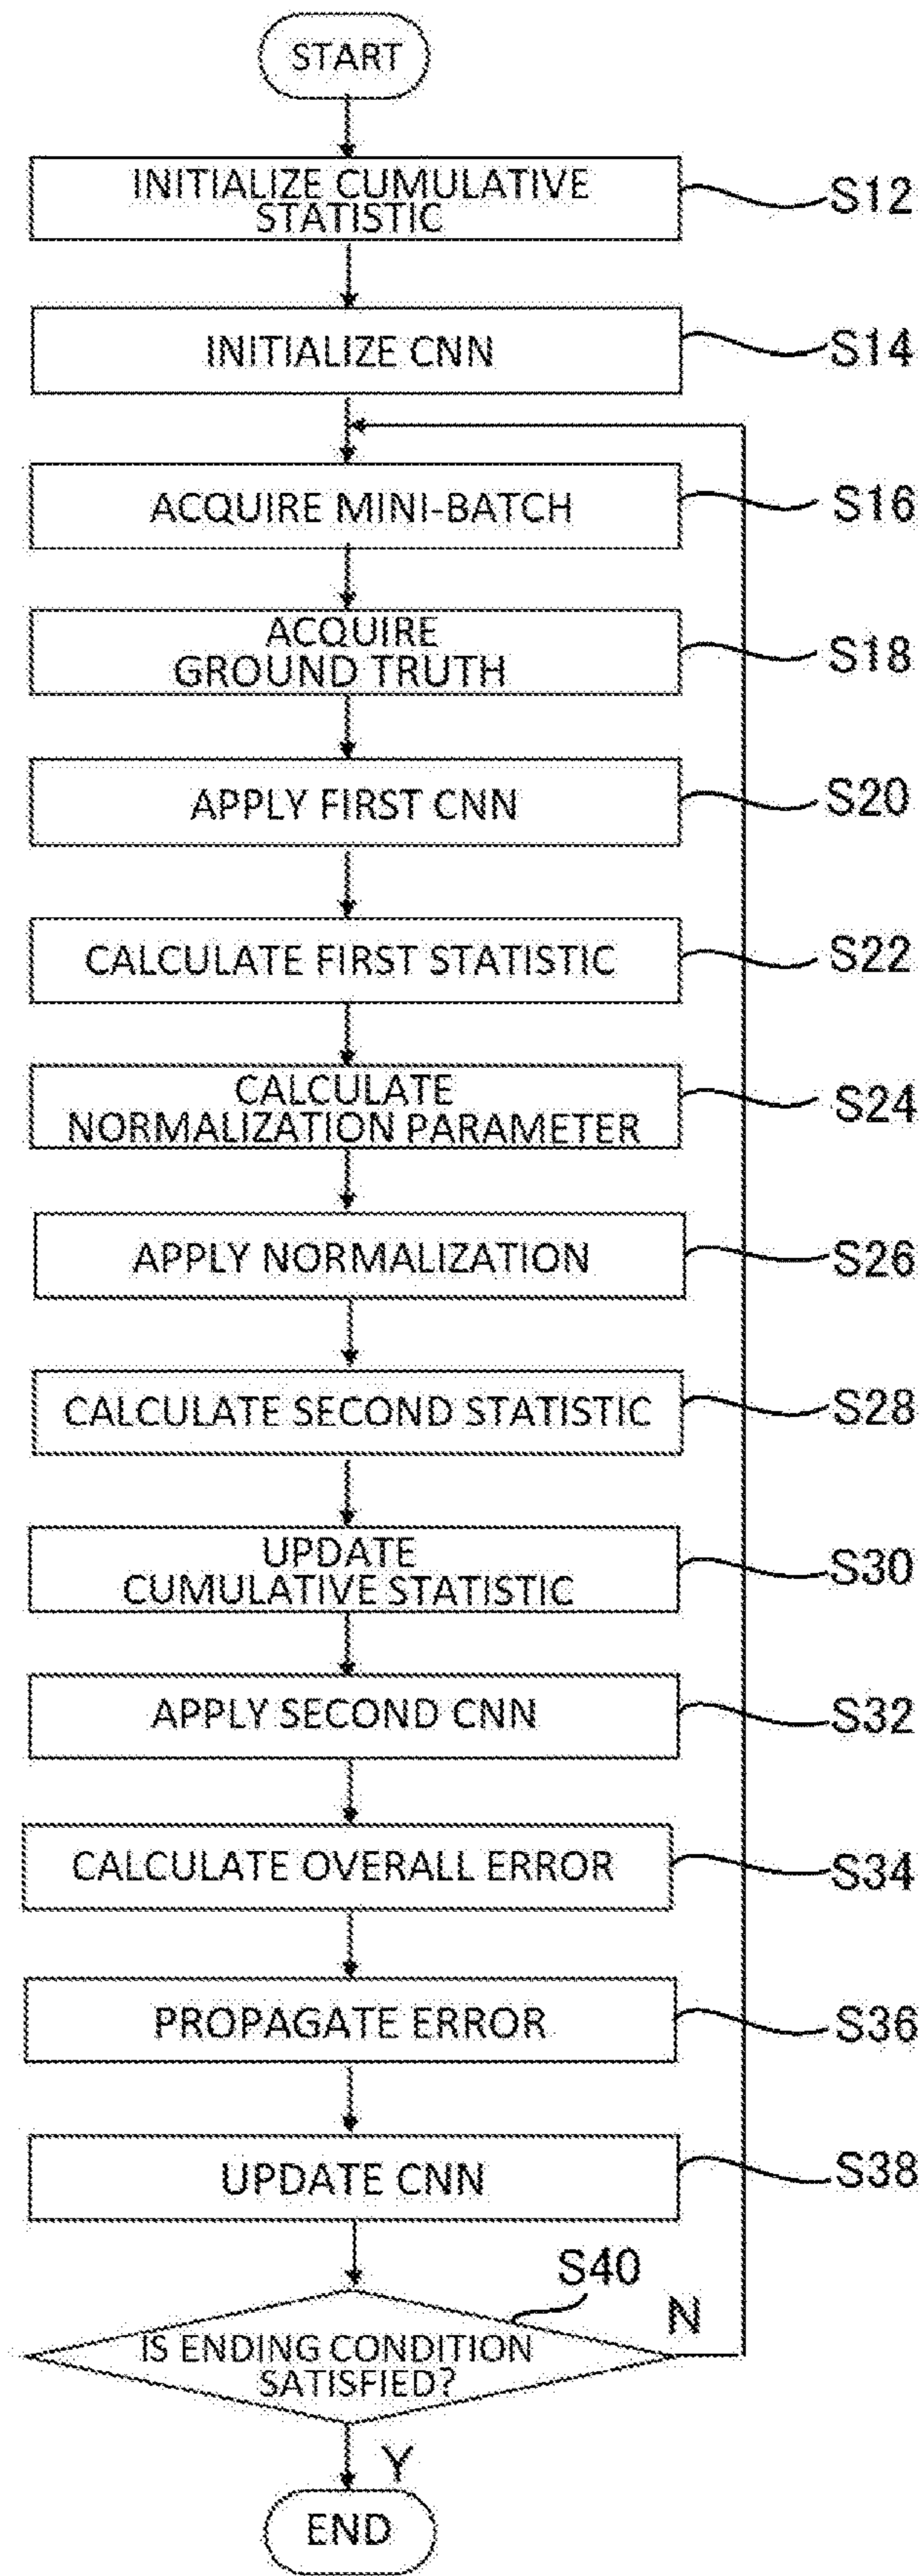 START
INITIALIZE CUMULATIVE
STATISTIC
S12
INITIALIZE CNN
S14
ACQUIRE MINI-BATCH
S16
ACQUIRE
GROUND TRUTH
S18
APPLY FIRST CNN
S20
CALCULATE FIRST STATISTIC
S22
CALCULATE
NORMALIZATION PARAMETER
S24
APPLY NORMALIZATION
S26
CALCULATE SECOND STATISTIC
S28
UPDATE
CUMULATIVE STATISTIC
S30
APPLY SECOND CNN
S32
CALCULATE OVERALL ERROR
S34
PROPAGATE ERROR
S36
UPDATE CNN
S38
S40
N
IS ENDING CONDITION
SATISFIED?
Y
END